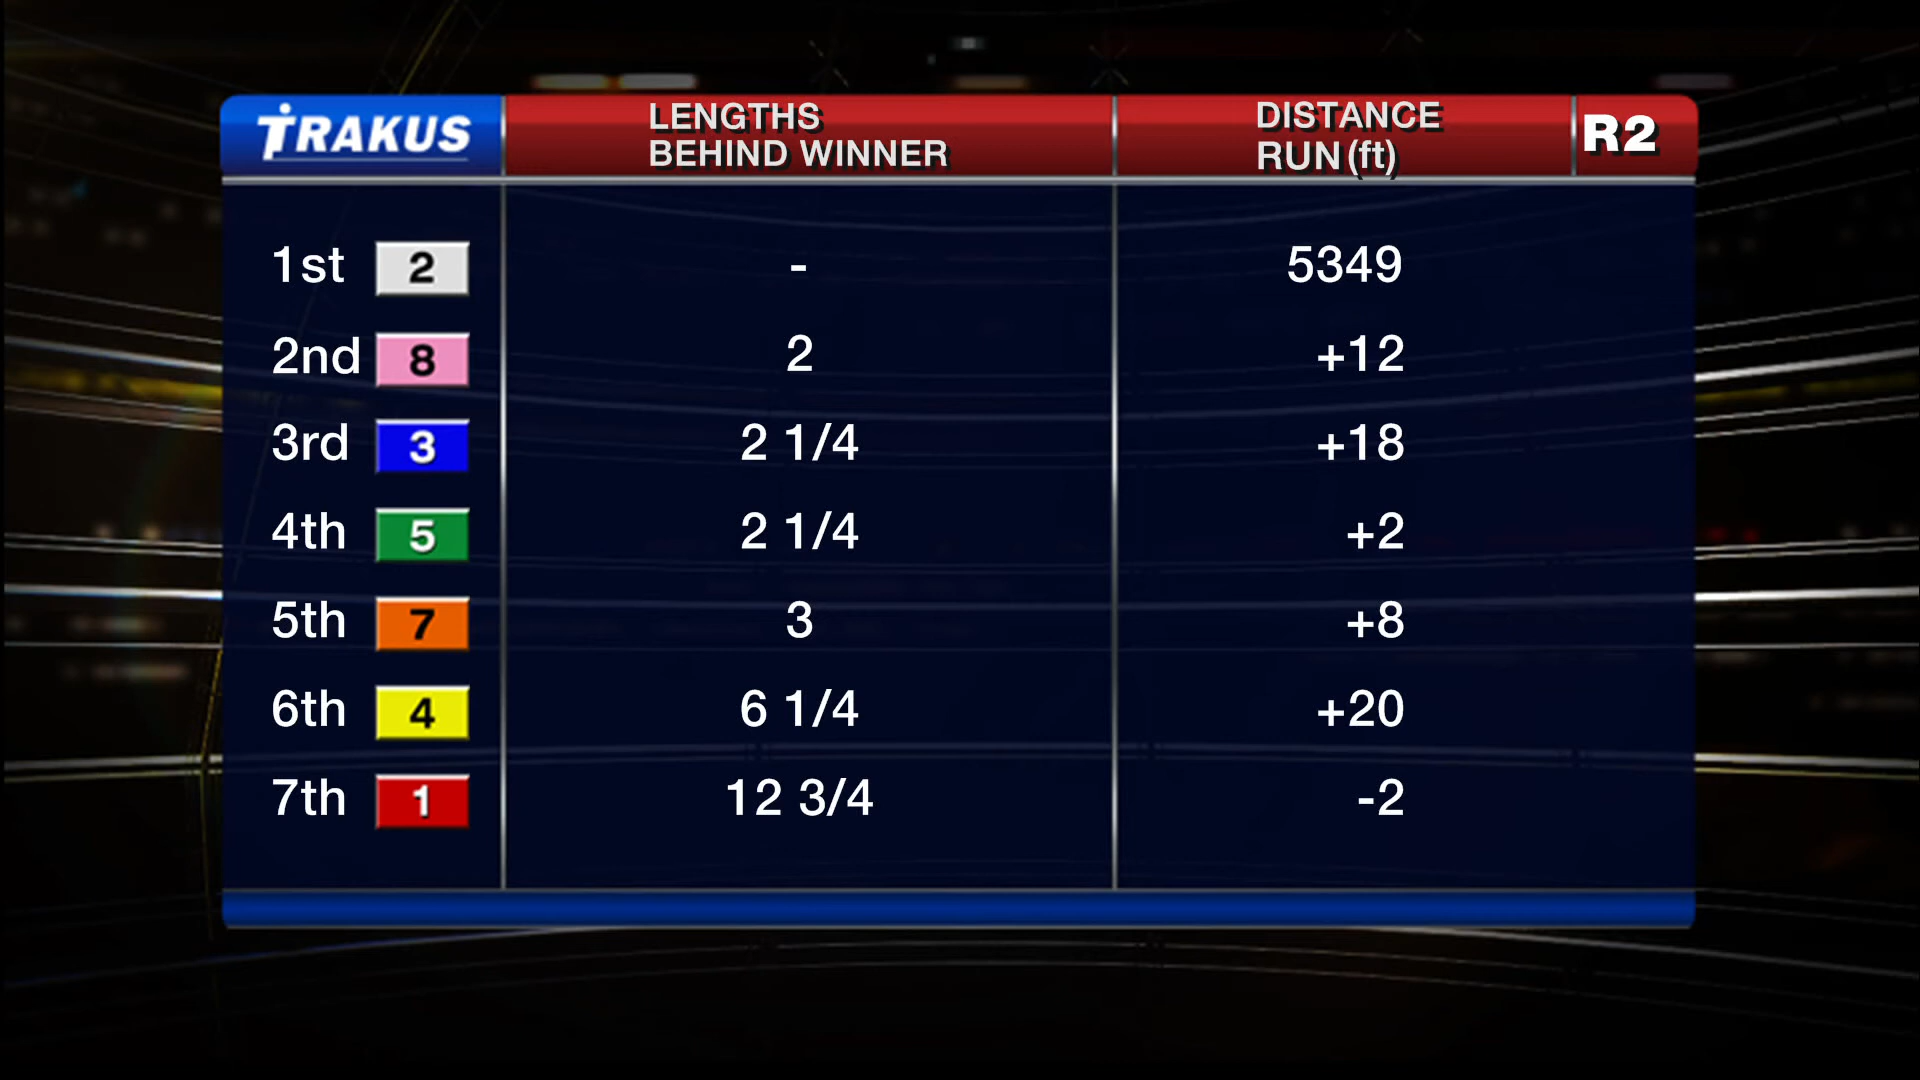 TRAKUS LENGTHS BEHIND WINNER DISTANCE RUN (ft) R2
1st 2 - 5349
2nd 8 2 +12
3rd 3 2 1/4 +18
4th 5 2 1/4 +2
5th 7 3 +8
6th 4 6 1/4 +20
7th 1 12 3/4 -2